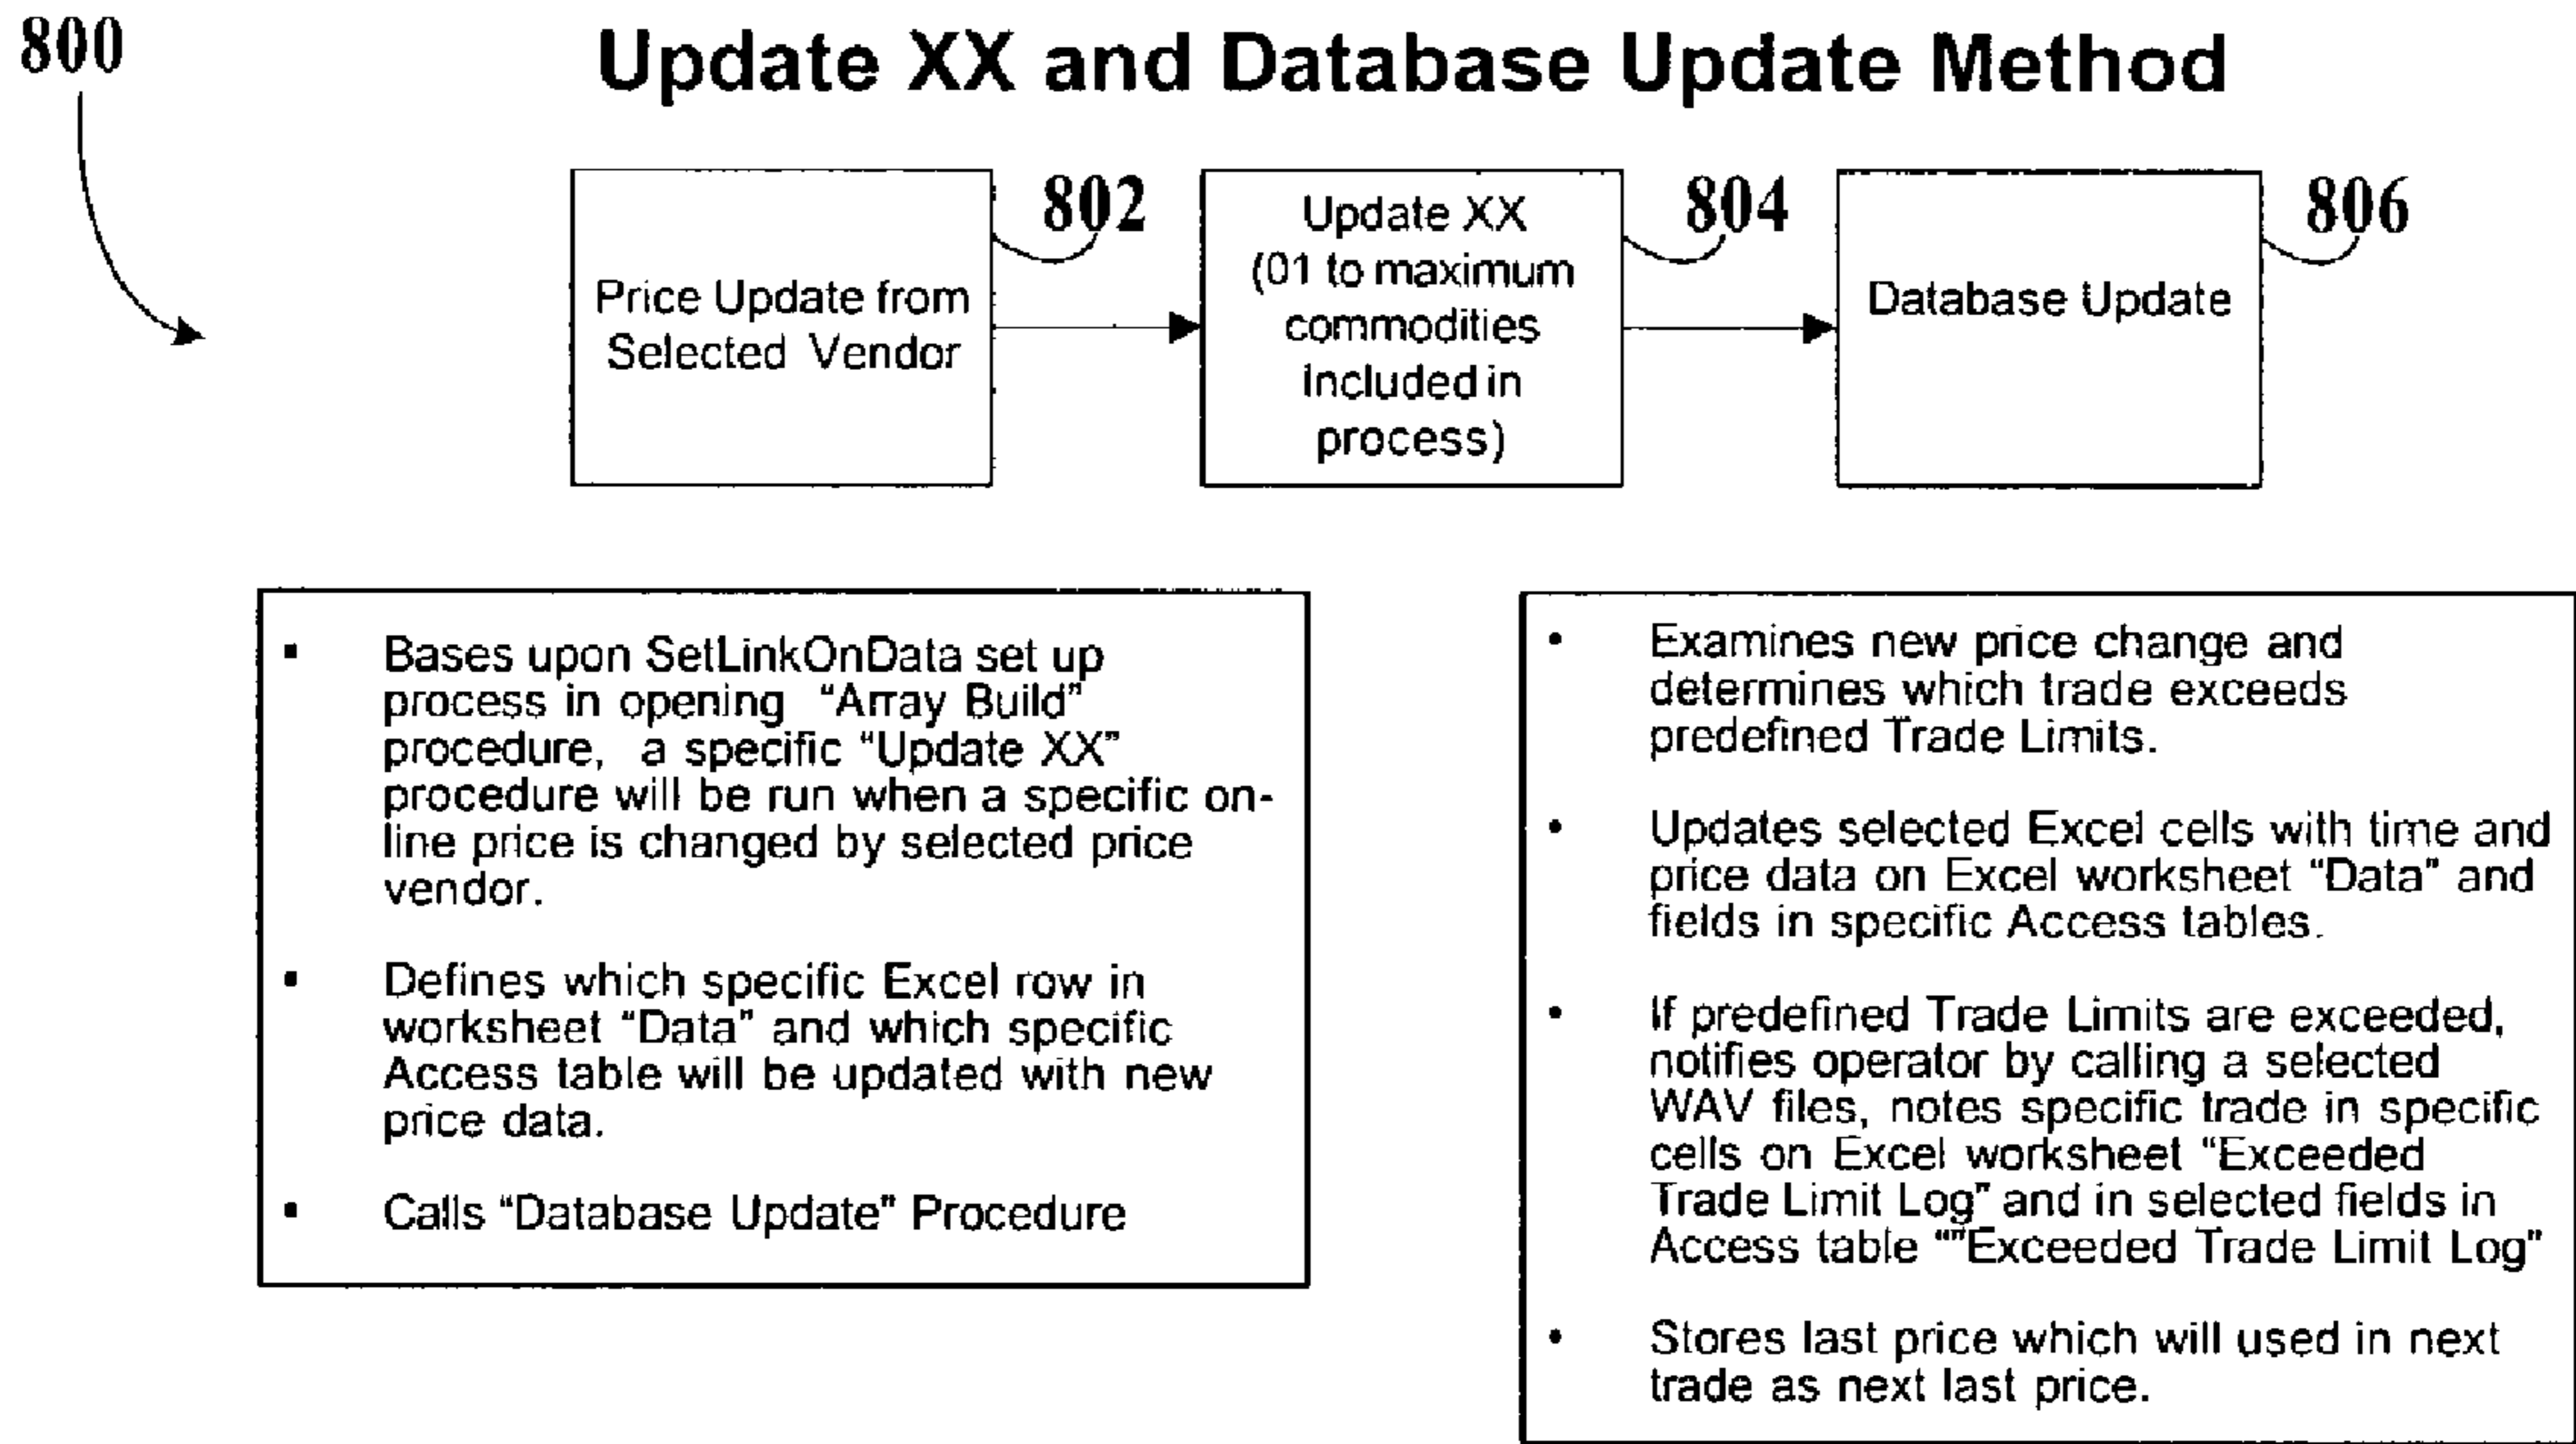 800
Update XX and Database Update Method
Price Update from
Selected Vendor
802
Update XX
(01 to maximum
commodities
Included in
process)
804
Database Update
806
▪ Bases upon SetLinkOnData set up
process in opening “Array Build”
procedure, a specific “Update XX”
procedure will be run when a specific on-
line price is changed by selected price
vendor.
▪ Defines which specific Excel row in
worksheet “Data” and which specific
Access table will be updated with new
price data.
▪ Calls “Database Update” Procedure
• Examines new price change and
determines which trade exceeds
predefined Trade Limits.
• Updates selected Excel cells with time and
price data on Excel worksheet “Data” and
fields in specific Access tables.
• If predefined Trade Limits are exceeded,
notifies operator by calling a selected
WAV files, notes specific trade in specific
cells on Excel worksheet “Exceeded
Trade Limit Log” and in selected fields in
Access table “”Exceeded Trade Limit Log”
• Stores last price which will used in next
trade as next last price.